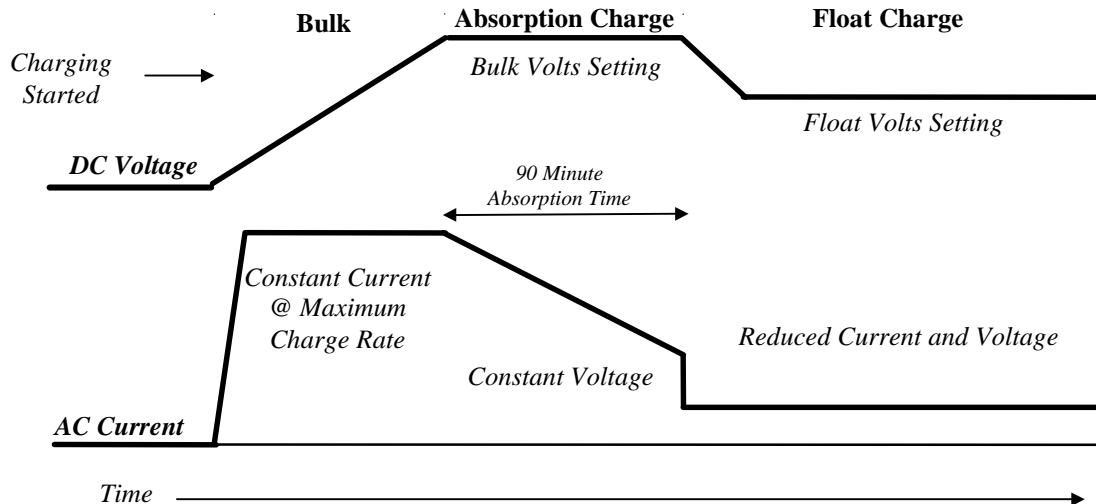 Bulk
Absorption Charge
Float Charge
Charging
Started
Bulk Volts Setting
Float Volts Setting
DC Voltage
90 Minute
Absorption Time
Constant Current
@ Maximum
Charge Rate
Reduced Current and Voltage
Constant Voltage
AC Current
Time